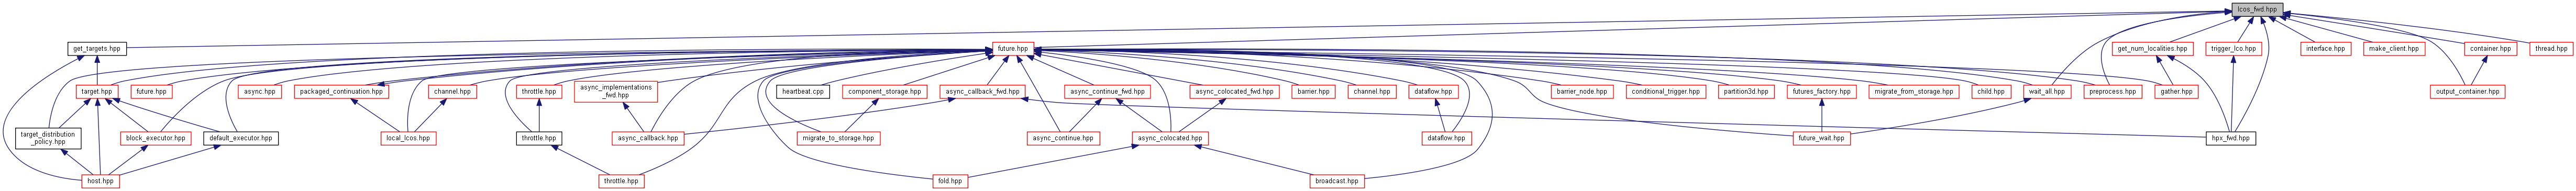 lcos_fwd.hpp
get_targets.hpp
future.hpp
get_num_localities.hpp
trigger_lco.hpp
interface.hpp
make_client.hpp
container.hpp
thread.hpp
target.hpp
future.hpp
async.hpp
packaged_continuation.hpp
channel.hpp
throttle.hpp
async_implementations
_fwd.hpp
heartbeat.cpp
component_storage.hpp
async_callback_fwd.hpp
async_continue_fwd.hpp
async_colocated_fwd.hpp
barrier.hpp
channel.hpp
dataflow.hpp
barrier_node.hpp
conditional_trigger.hpp
partition3d.hpp
futures_factory.hpp
migrate_from_storage.hpp
child.hpp
wait_all.hpp
preprocess.hpp
gather.hpp
output_container.hpp
target_distribution
_policy.hpp
block_executor.hpp
default_executor.hpp
local_lcos.hpp
throttle.hpp
async_callback.hpp
migrate_to_storage.hpp
async_continue.hpp
async_colocated.hpp
dataflow.hpp
future_wait.hpp
hpx_fwd.hpp
host.hpp
throttle.hpp
fold.hpp
broadcast.hpp